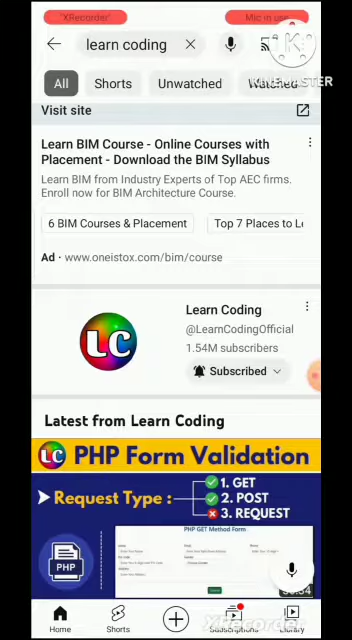 "XRecorder"
Mic in use
learn coding
KINEMASTER
All
Shorts
Unwatched
Watched
Visit site
Learn BIM Course - Online Courses with
Placement - Download the BIM Syllabus
Learn BIM from Industry Experts of Top AEC firms.
Enroll now for BIM Architecture Course.
6 BIM Courses & Placement
Top 7 Places to Le
Ad · www.oneistox.com/bim/course
LC
Learn Coding
@LearnCodingOfficial
1.54M subscribers
Subscribed
Latest from Learn Coding
LC PHP Form Validation
Request Type :
1. GET
2. POST
3. REQUEST
PHP GET Method Form
PHP
Home
Shorts
Subscriptions
Library
XRecorder